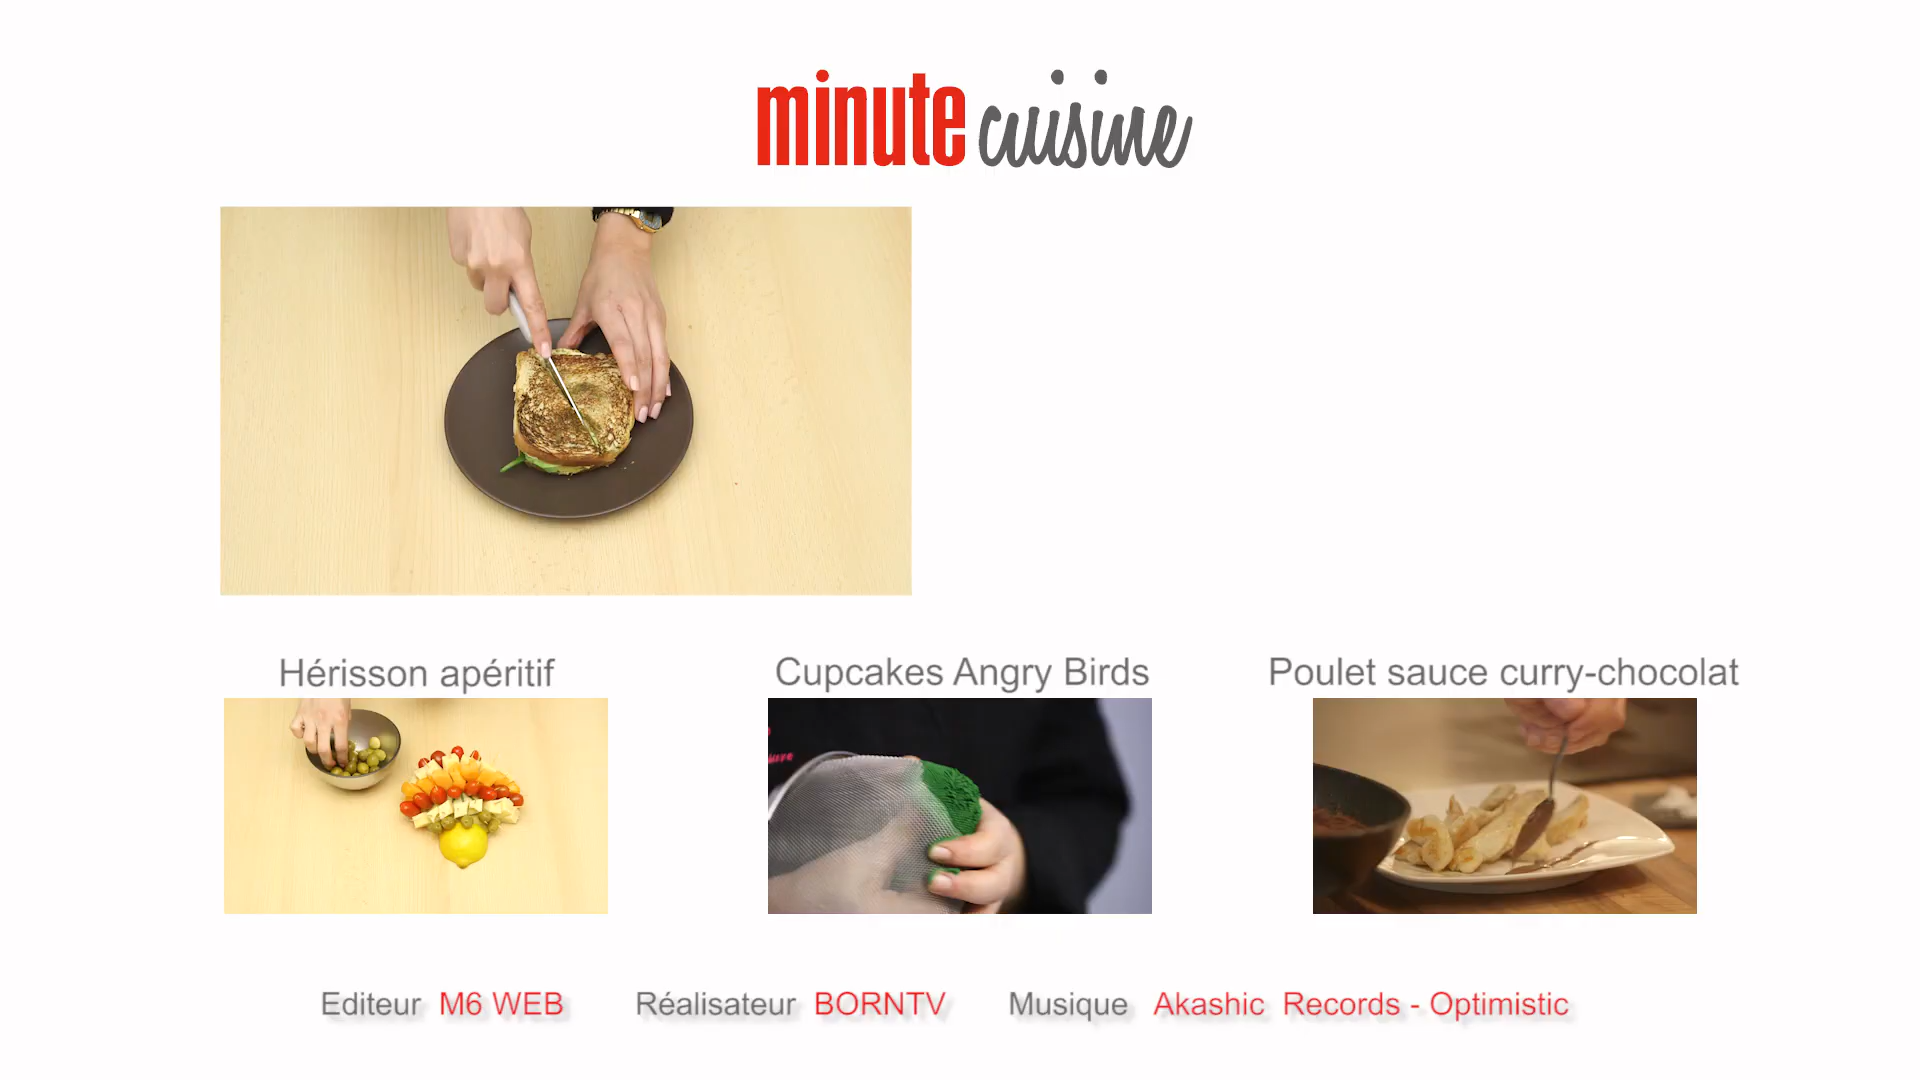 minute cuisine
Hérisson apéritif
Cupcakes Angry Birds
Poulet sauce curry-chocolat
Editeur M6 WEB Réalisateur BORNTV Musique Akashic Records - Optimistic